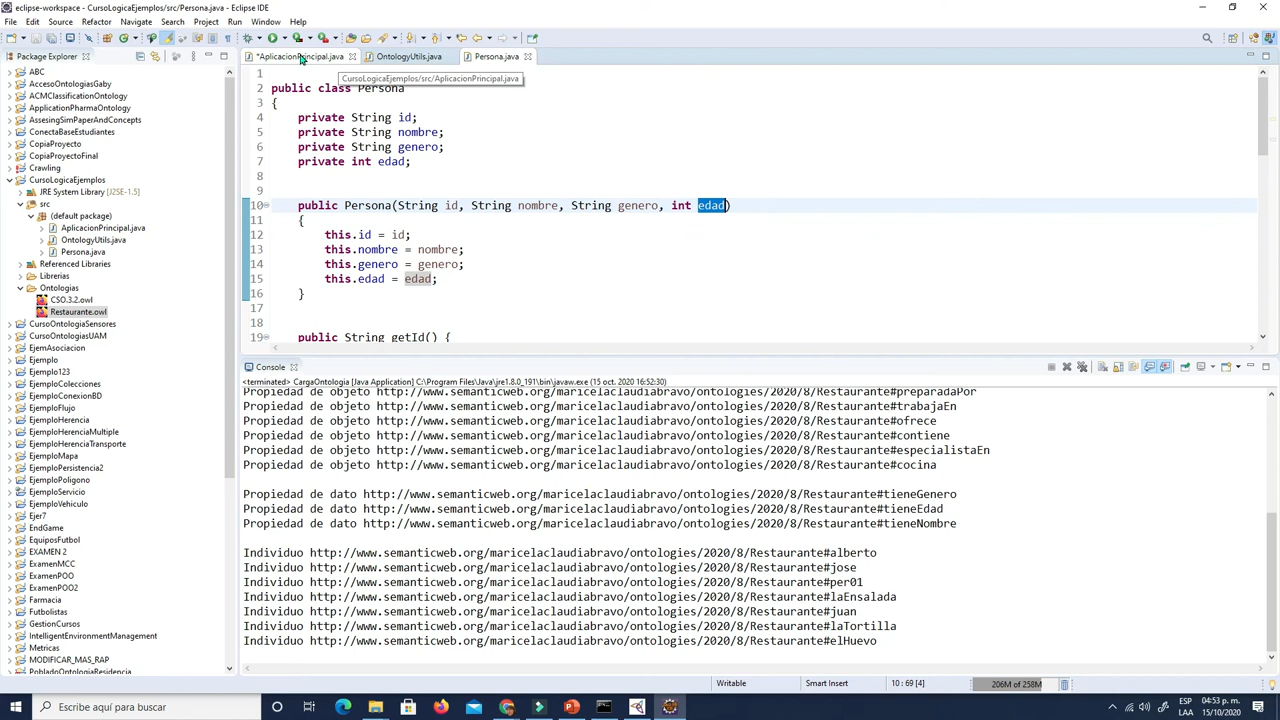 eclipse-workspace - CursoLogicaEjemplos/src/Persona.java - Eclipse IDE
File Edit Source Refactor Navigate Search Project Run Window Help
Package Explorer
*AplicacionPrincipal.java
OntologyUtils.java
Persona.java
CursoLogicaEjemplos/src/AplicacionPrincipal.java
ABC
AccesoOntologiasGaby
ACMClassificationOntology
ApplicationPharmaOntology
AssesingSimPaperAndConcepts
ConectaBaseEstudiantes
CopiaProyecto
CopiaProyectoFinal
Crawling
CursoLogicaEjemplos
JRE System Library [J2SE-1.5]
src
(default package)
AplicacionPrincipal.java
OntologyUtils.java
Persona.java
Referenced Libraries
Librerias
Ontologias
CSO.3.2.owl
Restaurante.owl
CursoOntologiaSensores
CursoOntologiasUAM
EjemAsociacion
Ejemplo
Ejemplo123
EjemploColecciones
EjemploConexionBD
EjemploFlujo
EjemploHerencia
EjemploHerenciaMultiple
EjemploHerenciaTransporte
EjemploMapa
EjemploPersistencia2
EjemploPoligono
EjemploServicio
EjemploVehiculo
Ejer7
EndGame
EquiposFutbol
EXAMEN 2
ExamenMCC
ExamenPOO
ExamenPOO2
Farmacia
Futbolistas
GestionCursos
IntelligentEnvironmentManagement
Metricas
MODIFICAR_MAS_RAP
PobladoOntologiaResidencia
1
2 public class Persona
3 {
4 private String id;
5 private String nombre;
6 private String genero;
7 private int edad;
8
9
10 public Persona(String id, String nombre, String genero, int edad)
11 {
12 this.id = id;
13 this.nombre = nombre;
14 this.genero = genero;
15 this.edad = edad;
16 }
17
18
19 public String getId() {
Console
<terminated> CargaOntologia [Java Application] C:\Program Files\Java\jre1.8.0_191\bin\javaw.exe (15 oct. 2020 16:52:30)
Propiedad de objeto http://www.semanticweb.org/maricelaclaudiabravo/ontologies/2020/8/Restaurante#preparadaPor
Propiedad de objeto http://www.semanticweb.org/maricelaclaudiabravo/ontologies/2020/8/Restaurante#trabajaEn
Propiedad de objeto http://www.semanticweb.org/maricelaclaudiabravo/ontologies/2020/8/Restaurante#ofrece
Propiedad de objeto http://www.semanticweb.org/maricelaclaudiabravo/ontologies/2020/8/Restaurante#contiene
Propiedad de objeto http://www.semanticweb.org/maricelaclaudiabravo/ontologies/2020/8/Restaurante#especialistaEn
Propiedad de objeto http://www.semanticweb.org/maricelaclaudiabravo/ontologies/2020/8/Restaurante#cocina
Propiedad de dato http://www.semanticweb.org/maricelaclaudiabravo/ontologies/2020/8/Restaurante#tieneGenero
Propiedad de dato http://www.semanticweb.org/maricelaclaudiabravo/ontologies/2020/8/Restaurante#tieneEdad
Propiedad de dato http://www.semanticweb.org/maricelaclaudiabravo/ontologies/2020/8/Restaurante#tieneNombre
Individuo http://www.semanticweb.org/maricelaclaudiabravo/ontologies/2020/8/Restaurante#alberto
Individuo http://www.semanticweb.org/maricelaclaudiabravo/ontologies/2020/8/Restaurante#jose
Individuo http://www.semanticweb.org/maricelaclaudiabravo/ontologies/2020/8/Restaurante#per01
Individuo http://www.semanticweb.org/maricelaclaudiabravo/ontologies/2020/8/Restaurante#laEnsalada
Individuo http://www.semanticweb.org/maricelaclaudiabravo/ontologies/2020/8/Restaurante#juan
Individuo http://www.semanticweb.org/maricelaclaudiabravo/ontologies/2020/8/Restaurante#laTortilla
Individuo http://www.semanticweb.org/maricelaclaudiabravo/ontologies/2020/8/Restaurante#elHuevo
Writable
Smart Insert
10 : 69 [4]
206M of 258M
Escribe aquí para buscar
ESP
LAA
04:53 p. m.
15/10/2020